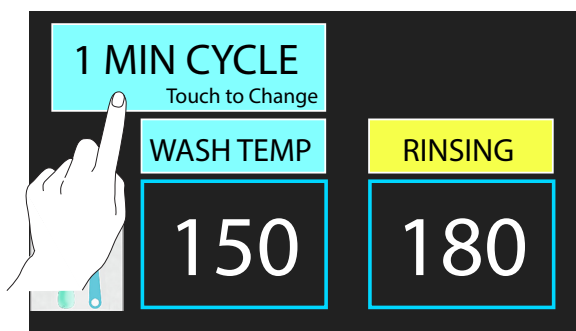 1 MIN CYCLE
Touch to Change
WASH TEMP
RINSING
150
180